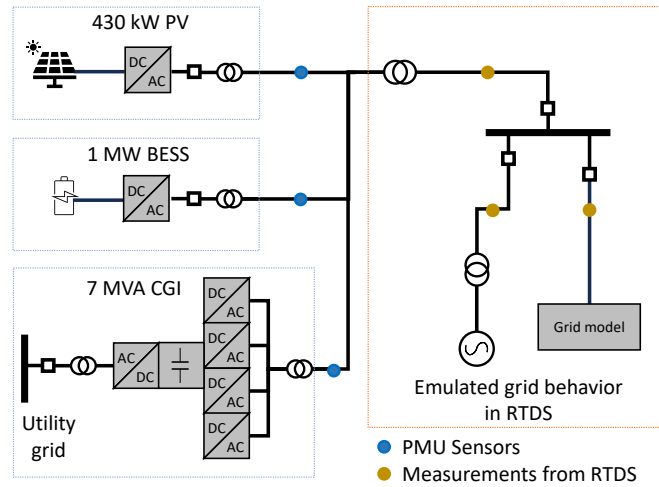 430 kW PV
DC
AC
1 MW BESS
DC
AC
7 MVA CGI
DC
AC
AC
DC
DC
AC
DC
AC
DC
AC
Utility
grid
Grid model
Emulated grid behavior
in RTDS
PMU Sensors
Measurements from RTDS